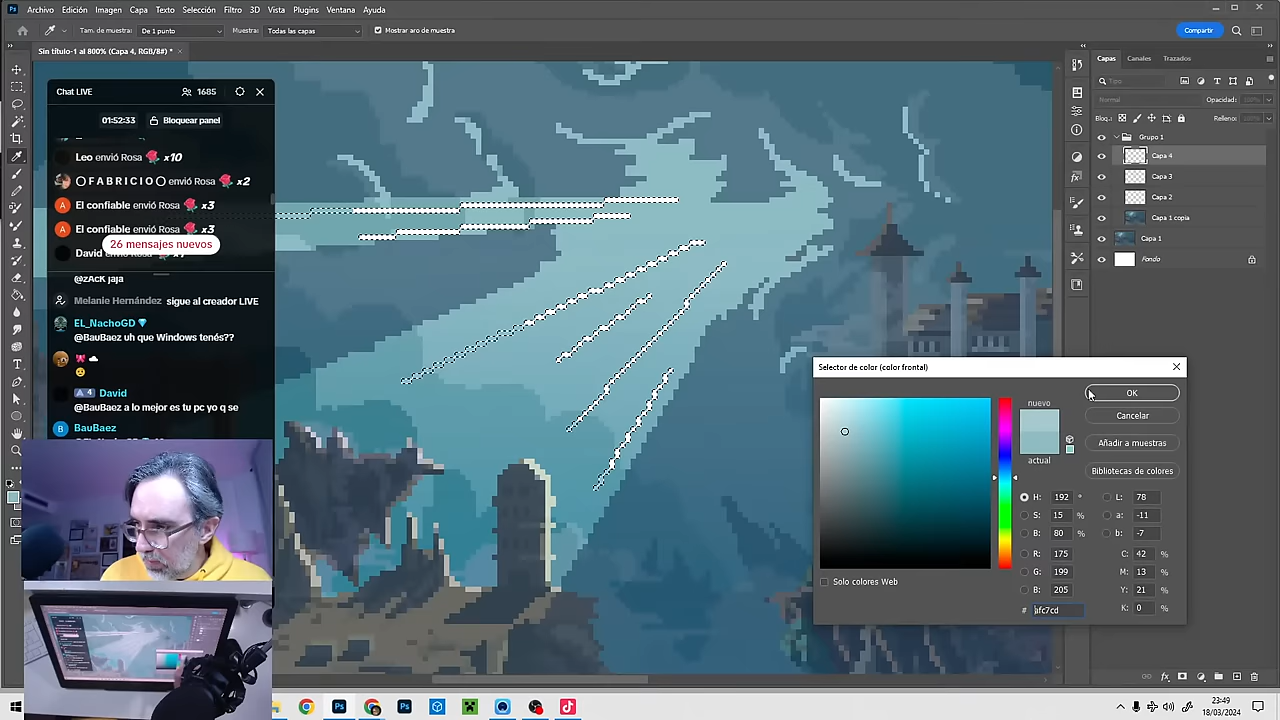 Archivo Edición Imagen Capa Texto Selección Filtro 3D Vista Plugins Ventana Ayuda
Tam. de muestra: De 1 punto Muestra: Todas las capas Mostrar aro de muestra Compartir
Sin título-1 al 800% (Capa 4, RGB/8#) *
Chat LIVE 1685
01:52:33 Bloquear panel
Leo envió Rosa x10
F A B R I C I O envió Rosa x2
El confiable envió Rosa x3
El confiable envió Rosa x3
26 mensajes nuevos
David envió Rosa
@zAcK jaja
Melanie Hernández sigue al creador LIVE
EL_NachoGD
@BauBaez uh que Windows tenés??
4 David
@BauBaez a lo mejor es tu pc yo q se
B BauBaez
Capas Canales Trazados
Tipo
Normal Opacidad: 100%
Bloq.: Relleno:
Grupo 1
Capa 4
Capa 3
Capa 2
Capa 1 copia
Capa 1
Fondo
Selector de color (color frontal)
nuevo
actual
OK
Cancelar
Añadir a muestras
Bibliotecas de colores
H: 192 ° L: 78
S: 15 % a: -11
B: 80 % b: -7
R: 175 C: 42 %
G: 199 M: 13 %
B: 205 Y: 21 %
# afc7cd K: 0 %
Solo colores Web
23:49
18/03/2024